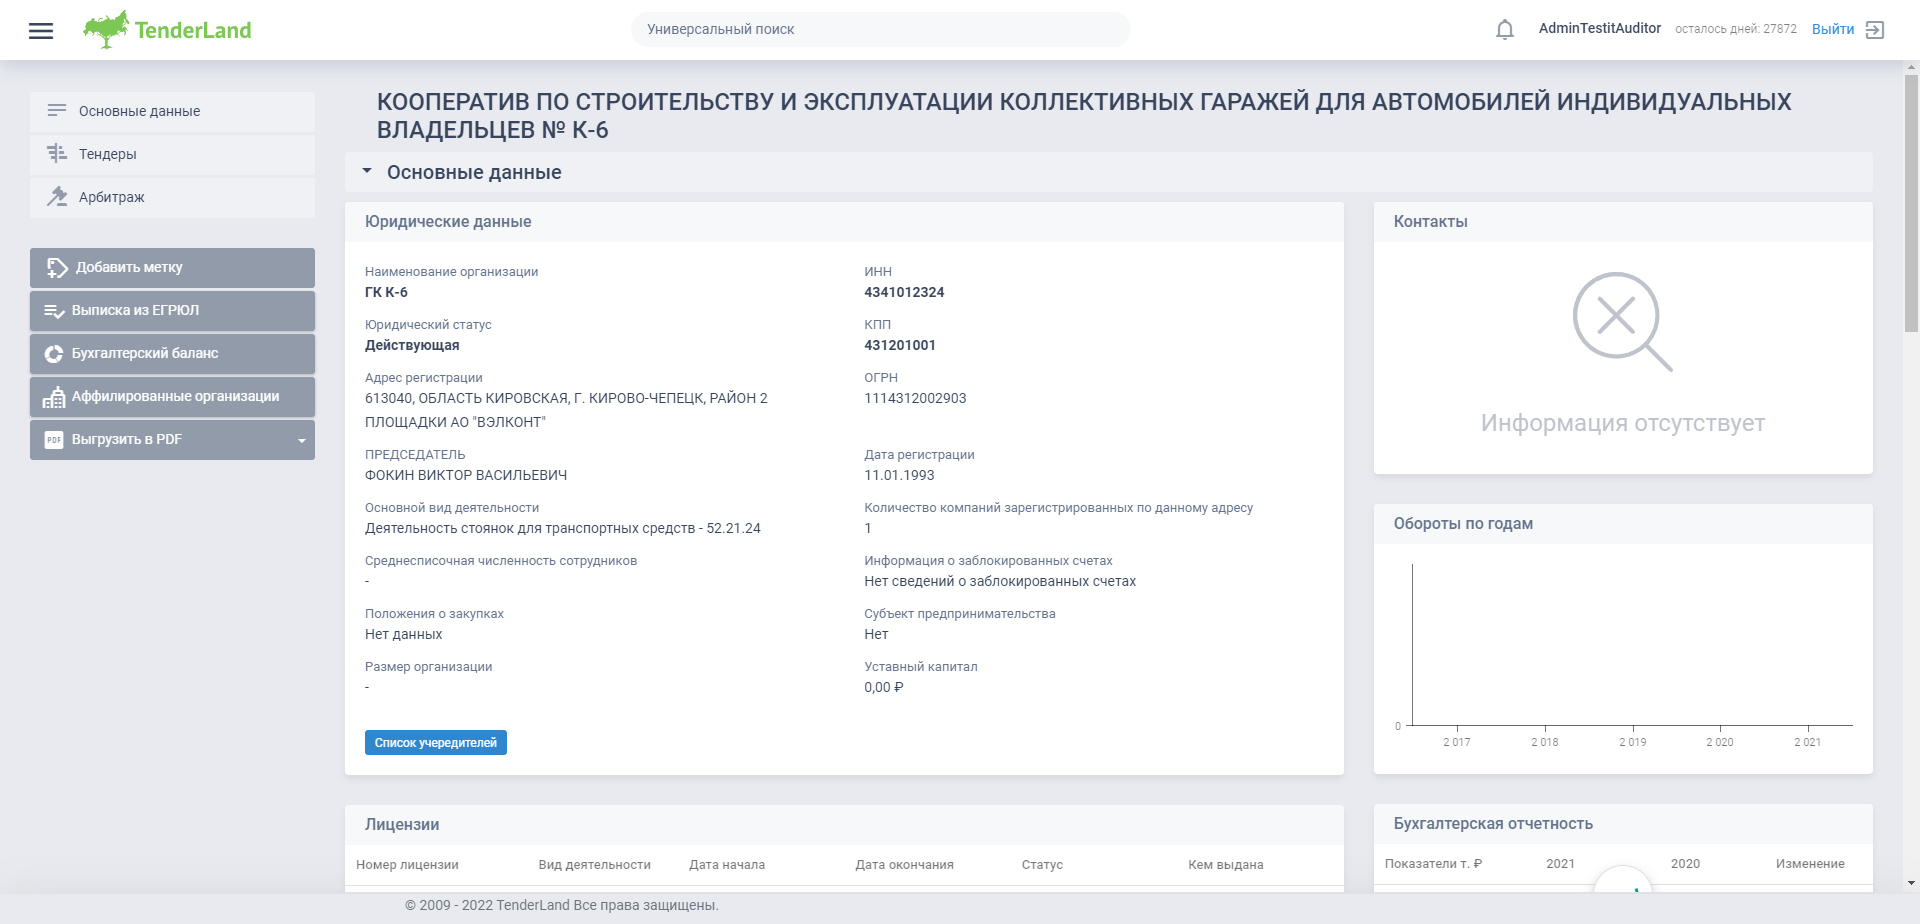 TenderLand
Универсальный поиск
AdminTestitAuditor осталось дней: 27872 Выйти
Основные данные
Тендеры
Арбитраж
Добавить метку
Выписка из ЕГРЮЛ
Бухгалтерский баланс
Аффилированные организации
PDF Выгрузить в PDF
КООПЕРАТИВ ПО СТРОИТЕЛЬСТВУ И ЭКСПЛУАТАЦИИ КОЛЛЕКТИВНЫХ ГАРАЖЕЙ ДЛЯ АВТОМОБИЛЕЙ ИНДИВИДУАЛЬНЫХ
ВЛАДЕЛЬЦЕВ № К-6
Основные данные
Юридические данные
Наименование организации
ГК К-6
ИНН
4341012324
Юридический статус
Действующая
КПП
431201001
Адрес регистрации
613040, ОБЛАСТЬ КИРОВСКАЯ, Г. КИРОВО-ЧЕПЕЦК, РАЙОН 2
ПЛОЩАДКИ АО "ВЭЛКОНТ"
ОГРН
1114312002903
ПРЕДСЕДАТЕЛЬ
ФОКИН ВИКТОР ВАСИЛЬЕВИЧ
Дата регистрации
11.01.1993
Основной вид деятельности
Деятельность стоянок для транспортных средств - 52.21.24
Количество компаний зарегистрированных по данному адресу
1
Среднесписочная численность сотрудников
-
Информация о заблокированных счетах
Нет сведений о заблокированных счетах
Положения о закупках
Нет данных
Субъект предпринимательства
Нет
Размер организации
-
Уставный капитал
0,00 ₽
Список учередителей
Контакты
Информация отсутствует
Обороты по годам
0
2 017 2 018 2 019 2 020 2 021
Лицензии
Номер лицензии Вид деятельности Дата начала Дата окончания Статус Кем выдана
Бухгалтерская отчетность
Показатели т. ₽ 2021 2020 Изменение
© 2009 - 2022 TenderLand Все права защищены.